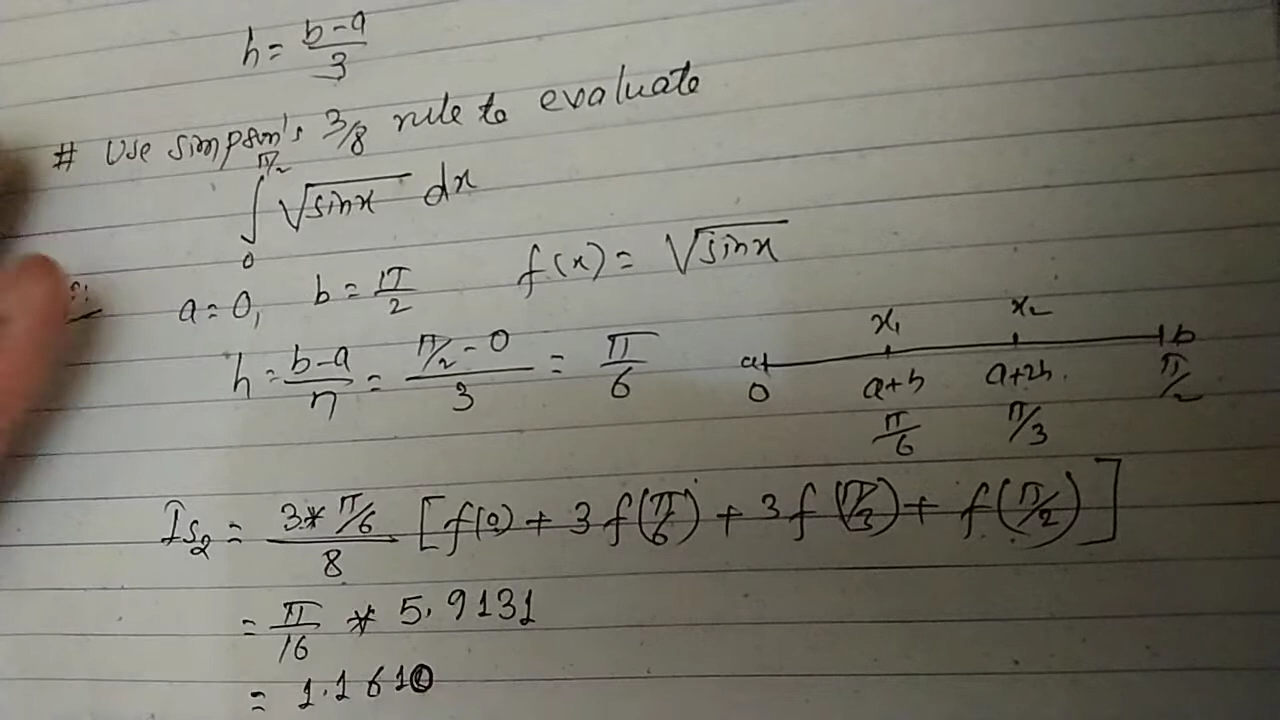 h = b-a/3
# Use simpson's 3/8 rule to evaluate
∫₀^π/2 √sinx dx
a = 0, b = π/2 f(x) = √sinx
h = b-a/n = π/2 - 0/3 = π/6
x₁ x₂
a b
0 a+h a+2h. π/2
π/6 π/3
Is₂ = 3*π/6/8 [f(0) + 3f(π/6) + 3f(π/3) + f(π/2)]
= π/16 * 5.9131
= 1.1610